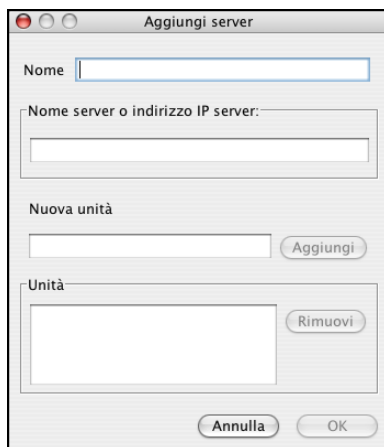 Aggiungi server
Nome
Nome server o indirizzo IP server:
Nuova unità
Aggiungi
Unità
Rimuovi
Annulla
OK